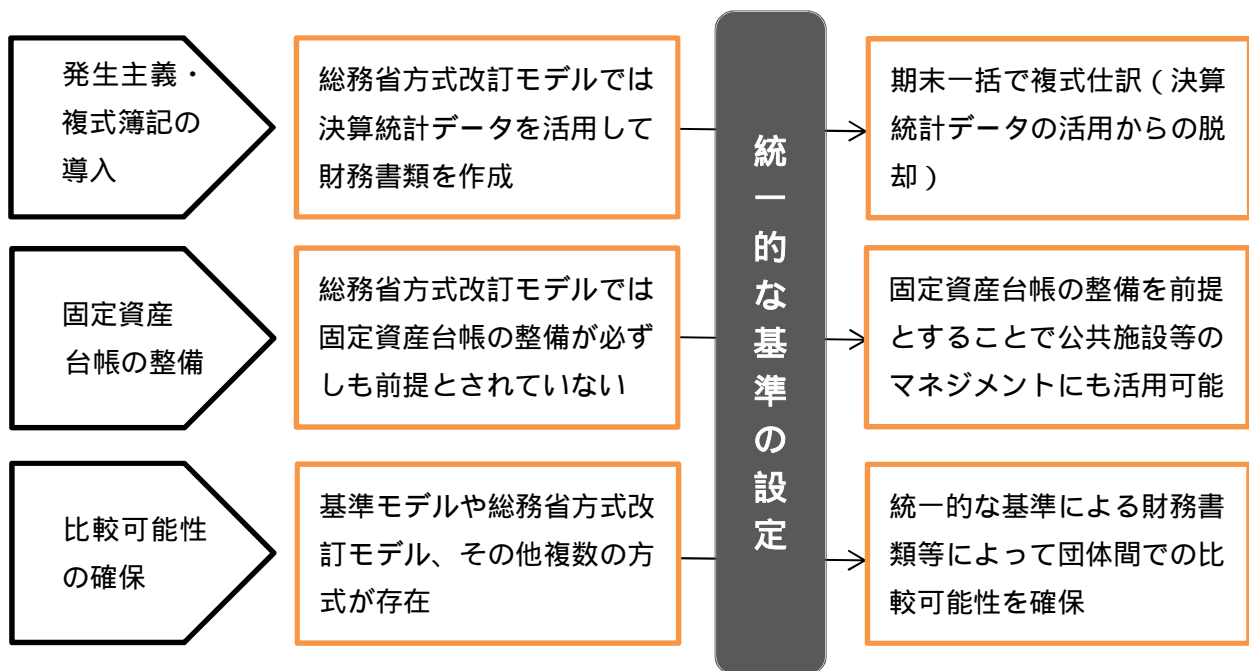 発生主義・
複式簿記の
導入
総務省方式改訂モデルでは
決算統計データを活用して
財務書類を作成
期末一括で複式仕訳（決算
統計データの活用からの脱
却）
固定資産
台帳の整備
総務省方式改訂モデルでは
固定資産台帳の整備が必ず
しも前提とされていない
固定資産台帳の整備を前提
とすることで公共施設等の
マネジメントにも活用可能
比較可能性
の確保
基準モデルや総務省方式改
訂モデル、その他複数の方
式が存在
統一的な基準による財務書
類等によって団体間での比
較可能性を確保
統一的な基準の設定